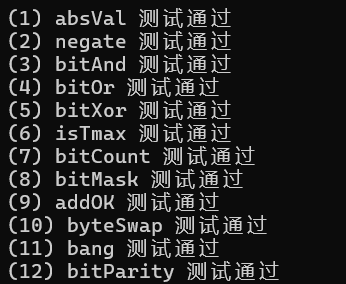 (1) absVal 测试通过
(2) negate 测试通过
(3) bitAnd 测试通过
(4) bitOr 测试通过
(5) bitXor 测试通过
(6) isTmax 测试通过
(7) bitCount 测试通过
(8) bitMask 测试通过
(9) addOK 测试通过
(10) byteSwap 测试通过
(11) bang 测试通过
(12) bitParity 测试通过